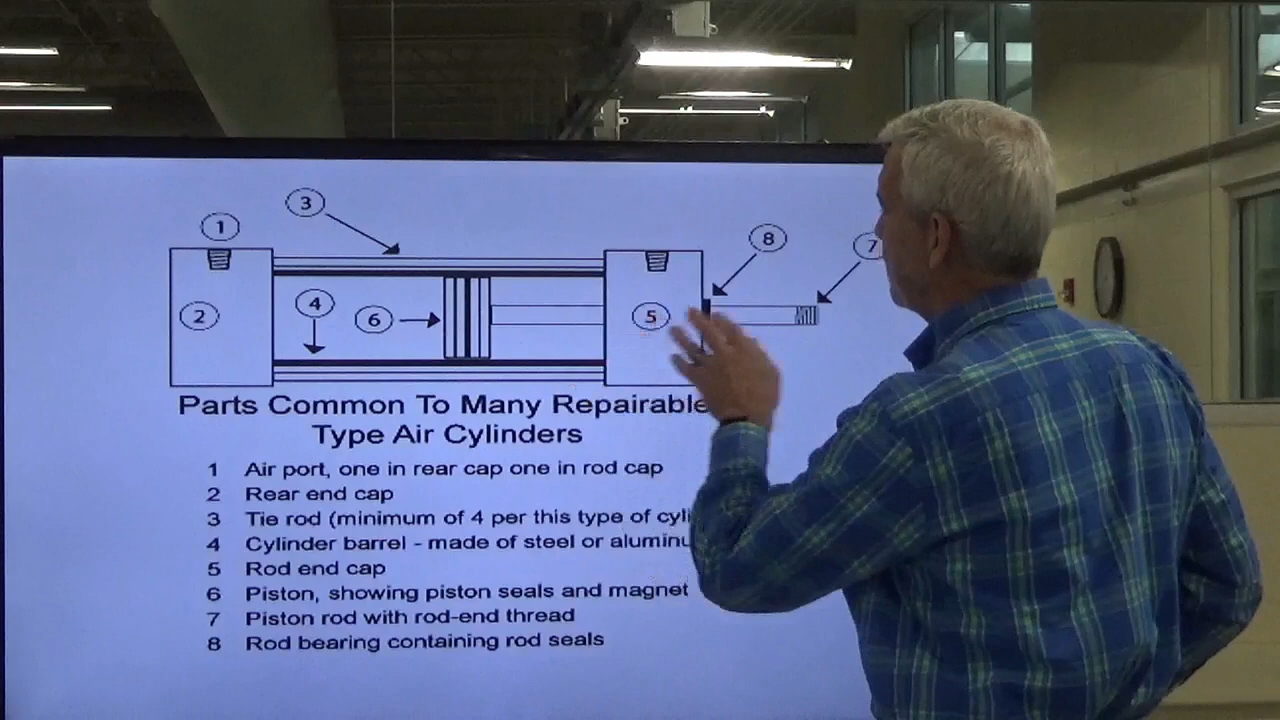 3
1
8
7
4
2
6
5
Parts Common To Many Repairable
Type Air Cylinders
1 Air port, one in rear cap one in rod cap
2 Rear end cap
3 Tie rod (minimum of 4 per this type of
4 Cylinder barrel - made of steel or
5 Rod end cap
6 Piston, showing piston seals and magnet
7 Piston rod with rod-end thread
8 Rod bearing containing rod seals